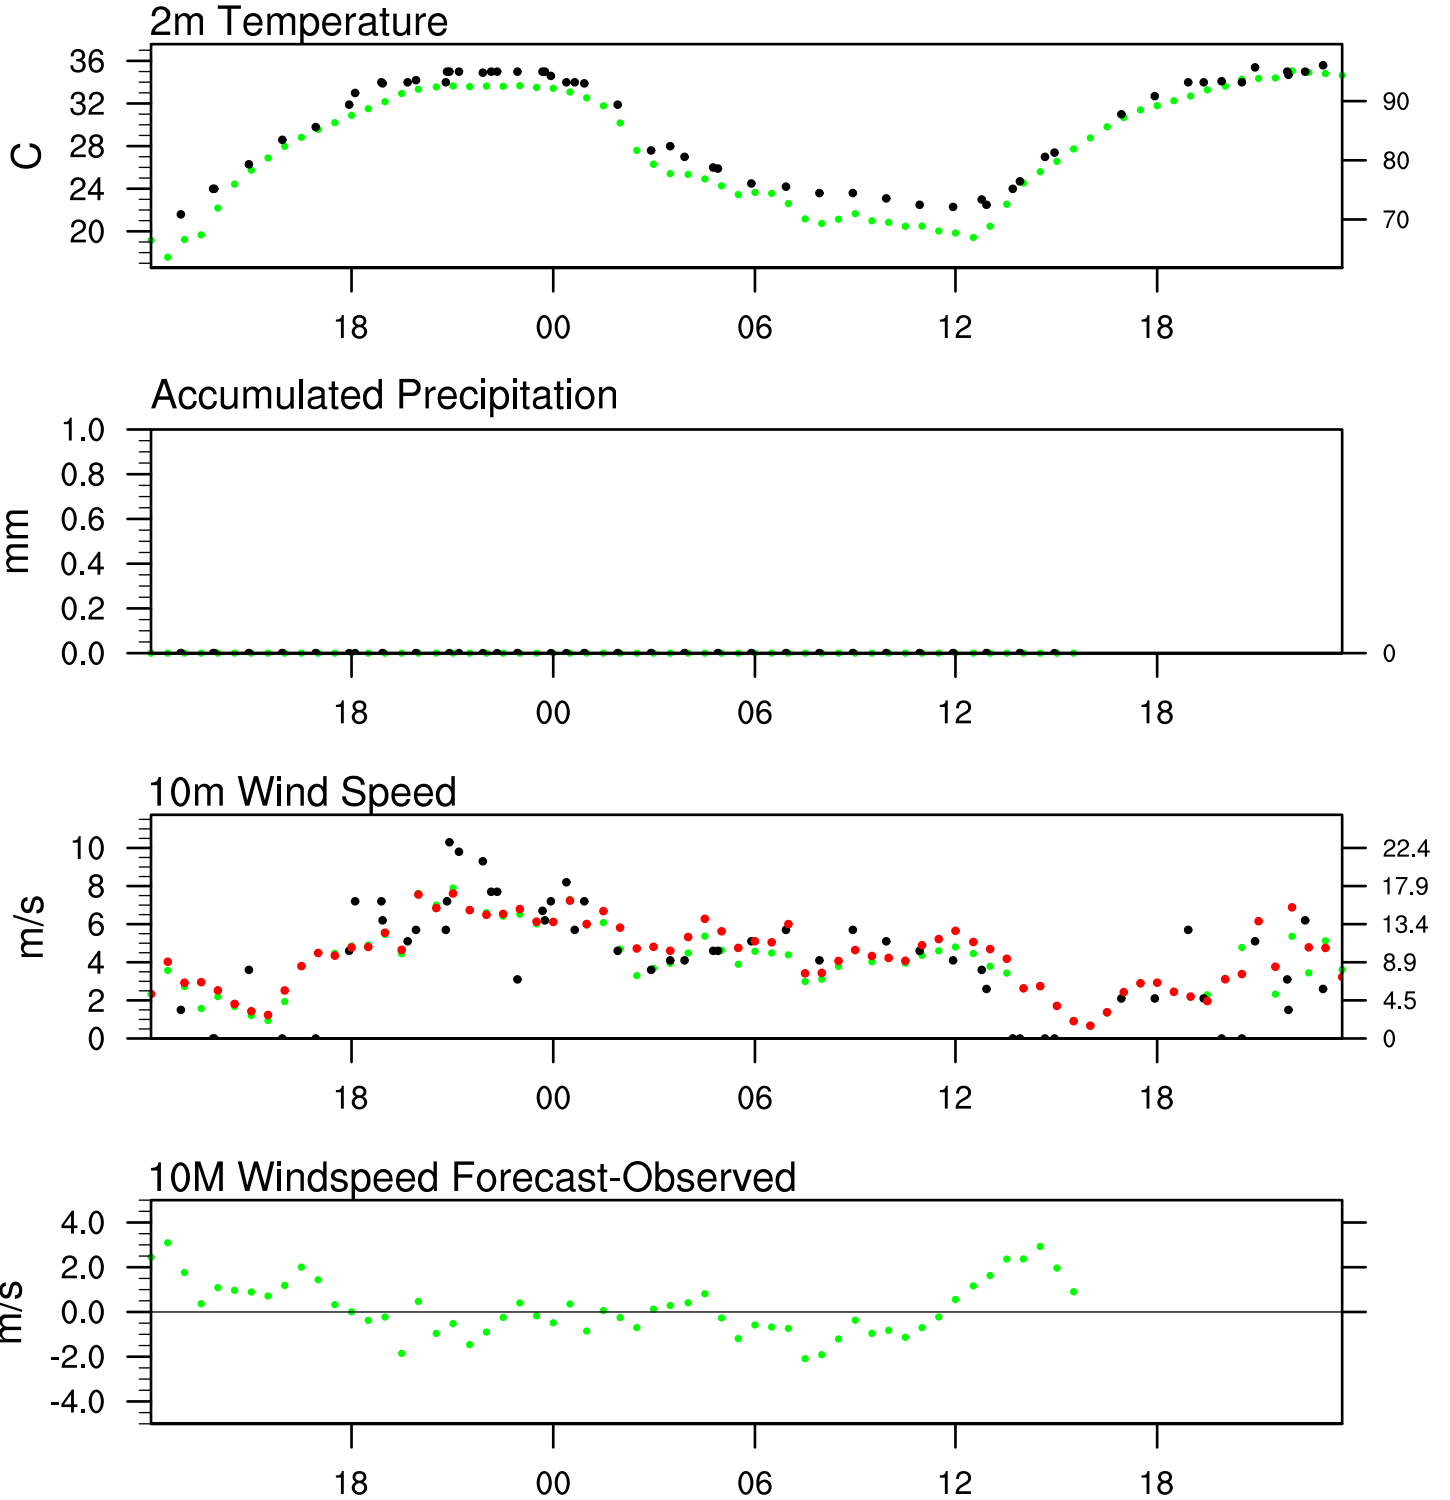 2m Temperature
36
32
28
24
20
C
90
80
70
18 00 06 12 18
Accumulated Precipitation
1.0
0.8
0.6
0.4
0.2
0.0
mm
0
18 00 06 12 18
10m Wind Speed
10
8
6
4
2
0
m/s
22.4
17.9
13.4
8.9
4.5
0
18 00 06 12 18
10M Windspeed Forecast-Observed
4.0
2.0
0.0
-2.0
-4.0
m/s
18 00 06 12 18